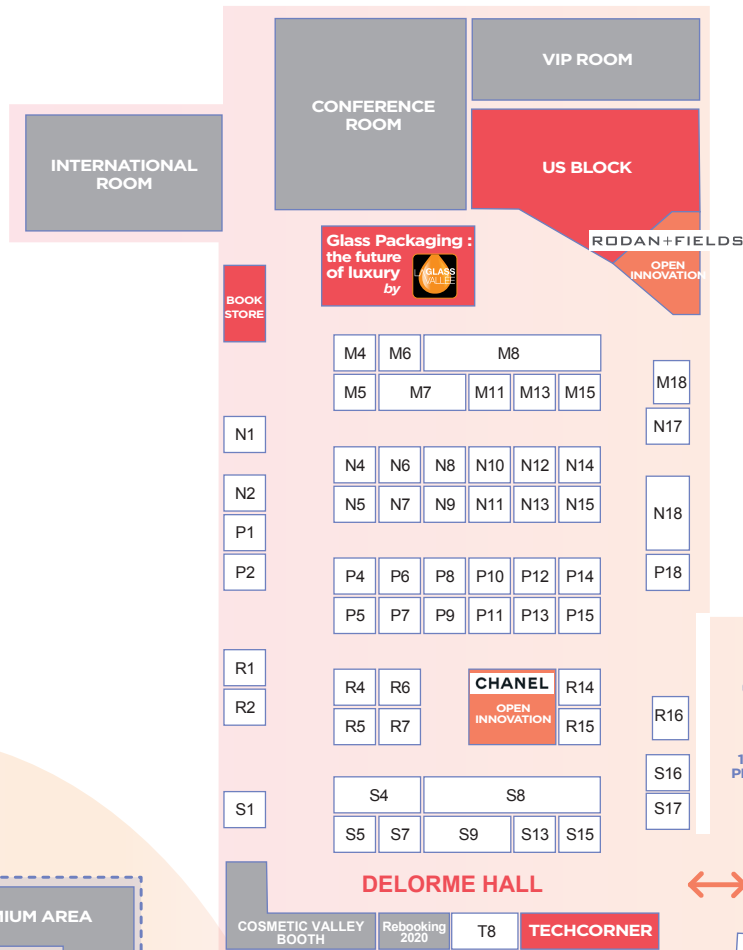 VIP ROOM
CONFERENCE
ROOM
INTERNATIONAL
ROOM
US BLOCK
RODAN+FIELDS
OPEN
INNOVATION
Glass Packaging :
the future
of luxury
by
LA GLASS
VALLÉE
BOOK
STORE
M4 M6 M8
M5 M7 M11 M13 M15
M18
N17
N1
N4 N6 N8 N10 N12 N14
N5 N7 N9 N11 N13 N15
N2
N18
P1
P2
P4 P6 P8 P10 P12 P14
P18
P5 P7 P9 P11 P13 P15
R1
R2
R4 R6
CHANEL
OPEN
INNOVATION
R14
R5 R7
R15
R16
S16
S17
S1
S4 S8
S5 S7 S9 S13 S15
DELORME HALL
MIUM AREA
COSMETIC VALLEY
BOOTH
Rebooking
2020
T8
TECHCORNER